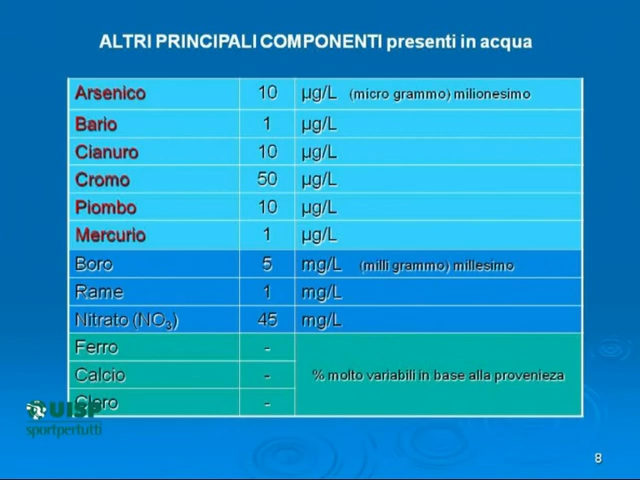 ALTRI PRINCIPALI COMPONENTI presenti in acqua
Arsenico 10 µg/L (micro grammo) milionesimo
Bario 1 µg/L
Cianuro 10 µg/L
Cromo 50 µg/L
Piombo 10 µg/L
Mercurio 1 µg/L
Boro 5 mg/L (milli grammo) millesimo
Rame 1 mg/L
Nitrato (NO₃) 45 mg/L
Ferro -
Calcio - % molto variabili in base alla provenieza
Cloro -
UISP
sportpertutti
8